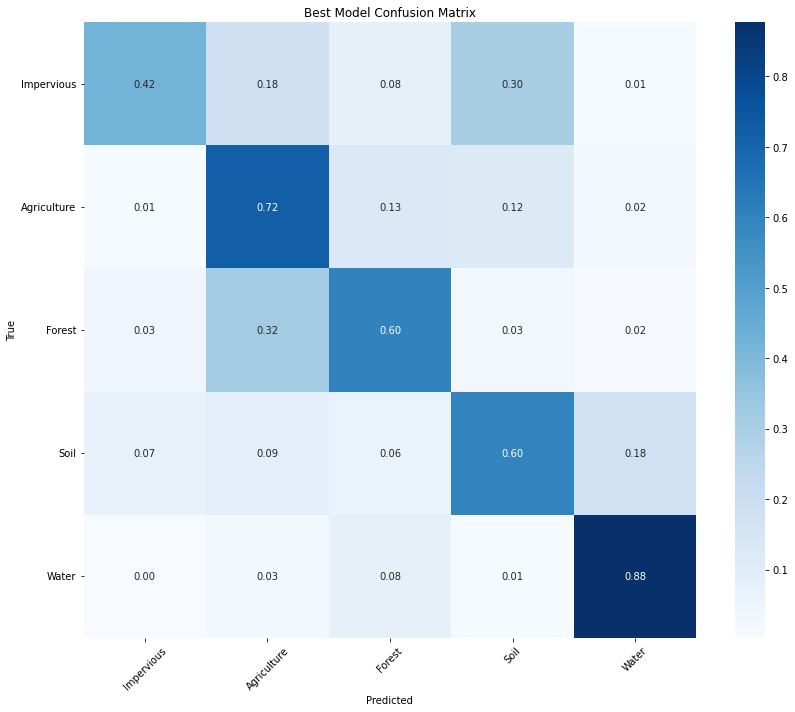 Best Model Confusion Matrix
True
Impervious 0.42 0.18 0.08 0.30 0.01
Agriculture 0.01 0.72 0.13 0.12 0.02
Forest 0.03 0.32 0.60 0.03 0.02
Soil 0.07 0.09 0.06 0.60 0.18
Water 0.00 0.03 0.08 0.01 0.88
Impervious Agriculture Forest Soil Water
Predicted
0.8
0.7
0.6
0.5
0.4
0.3
0.2
0.1